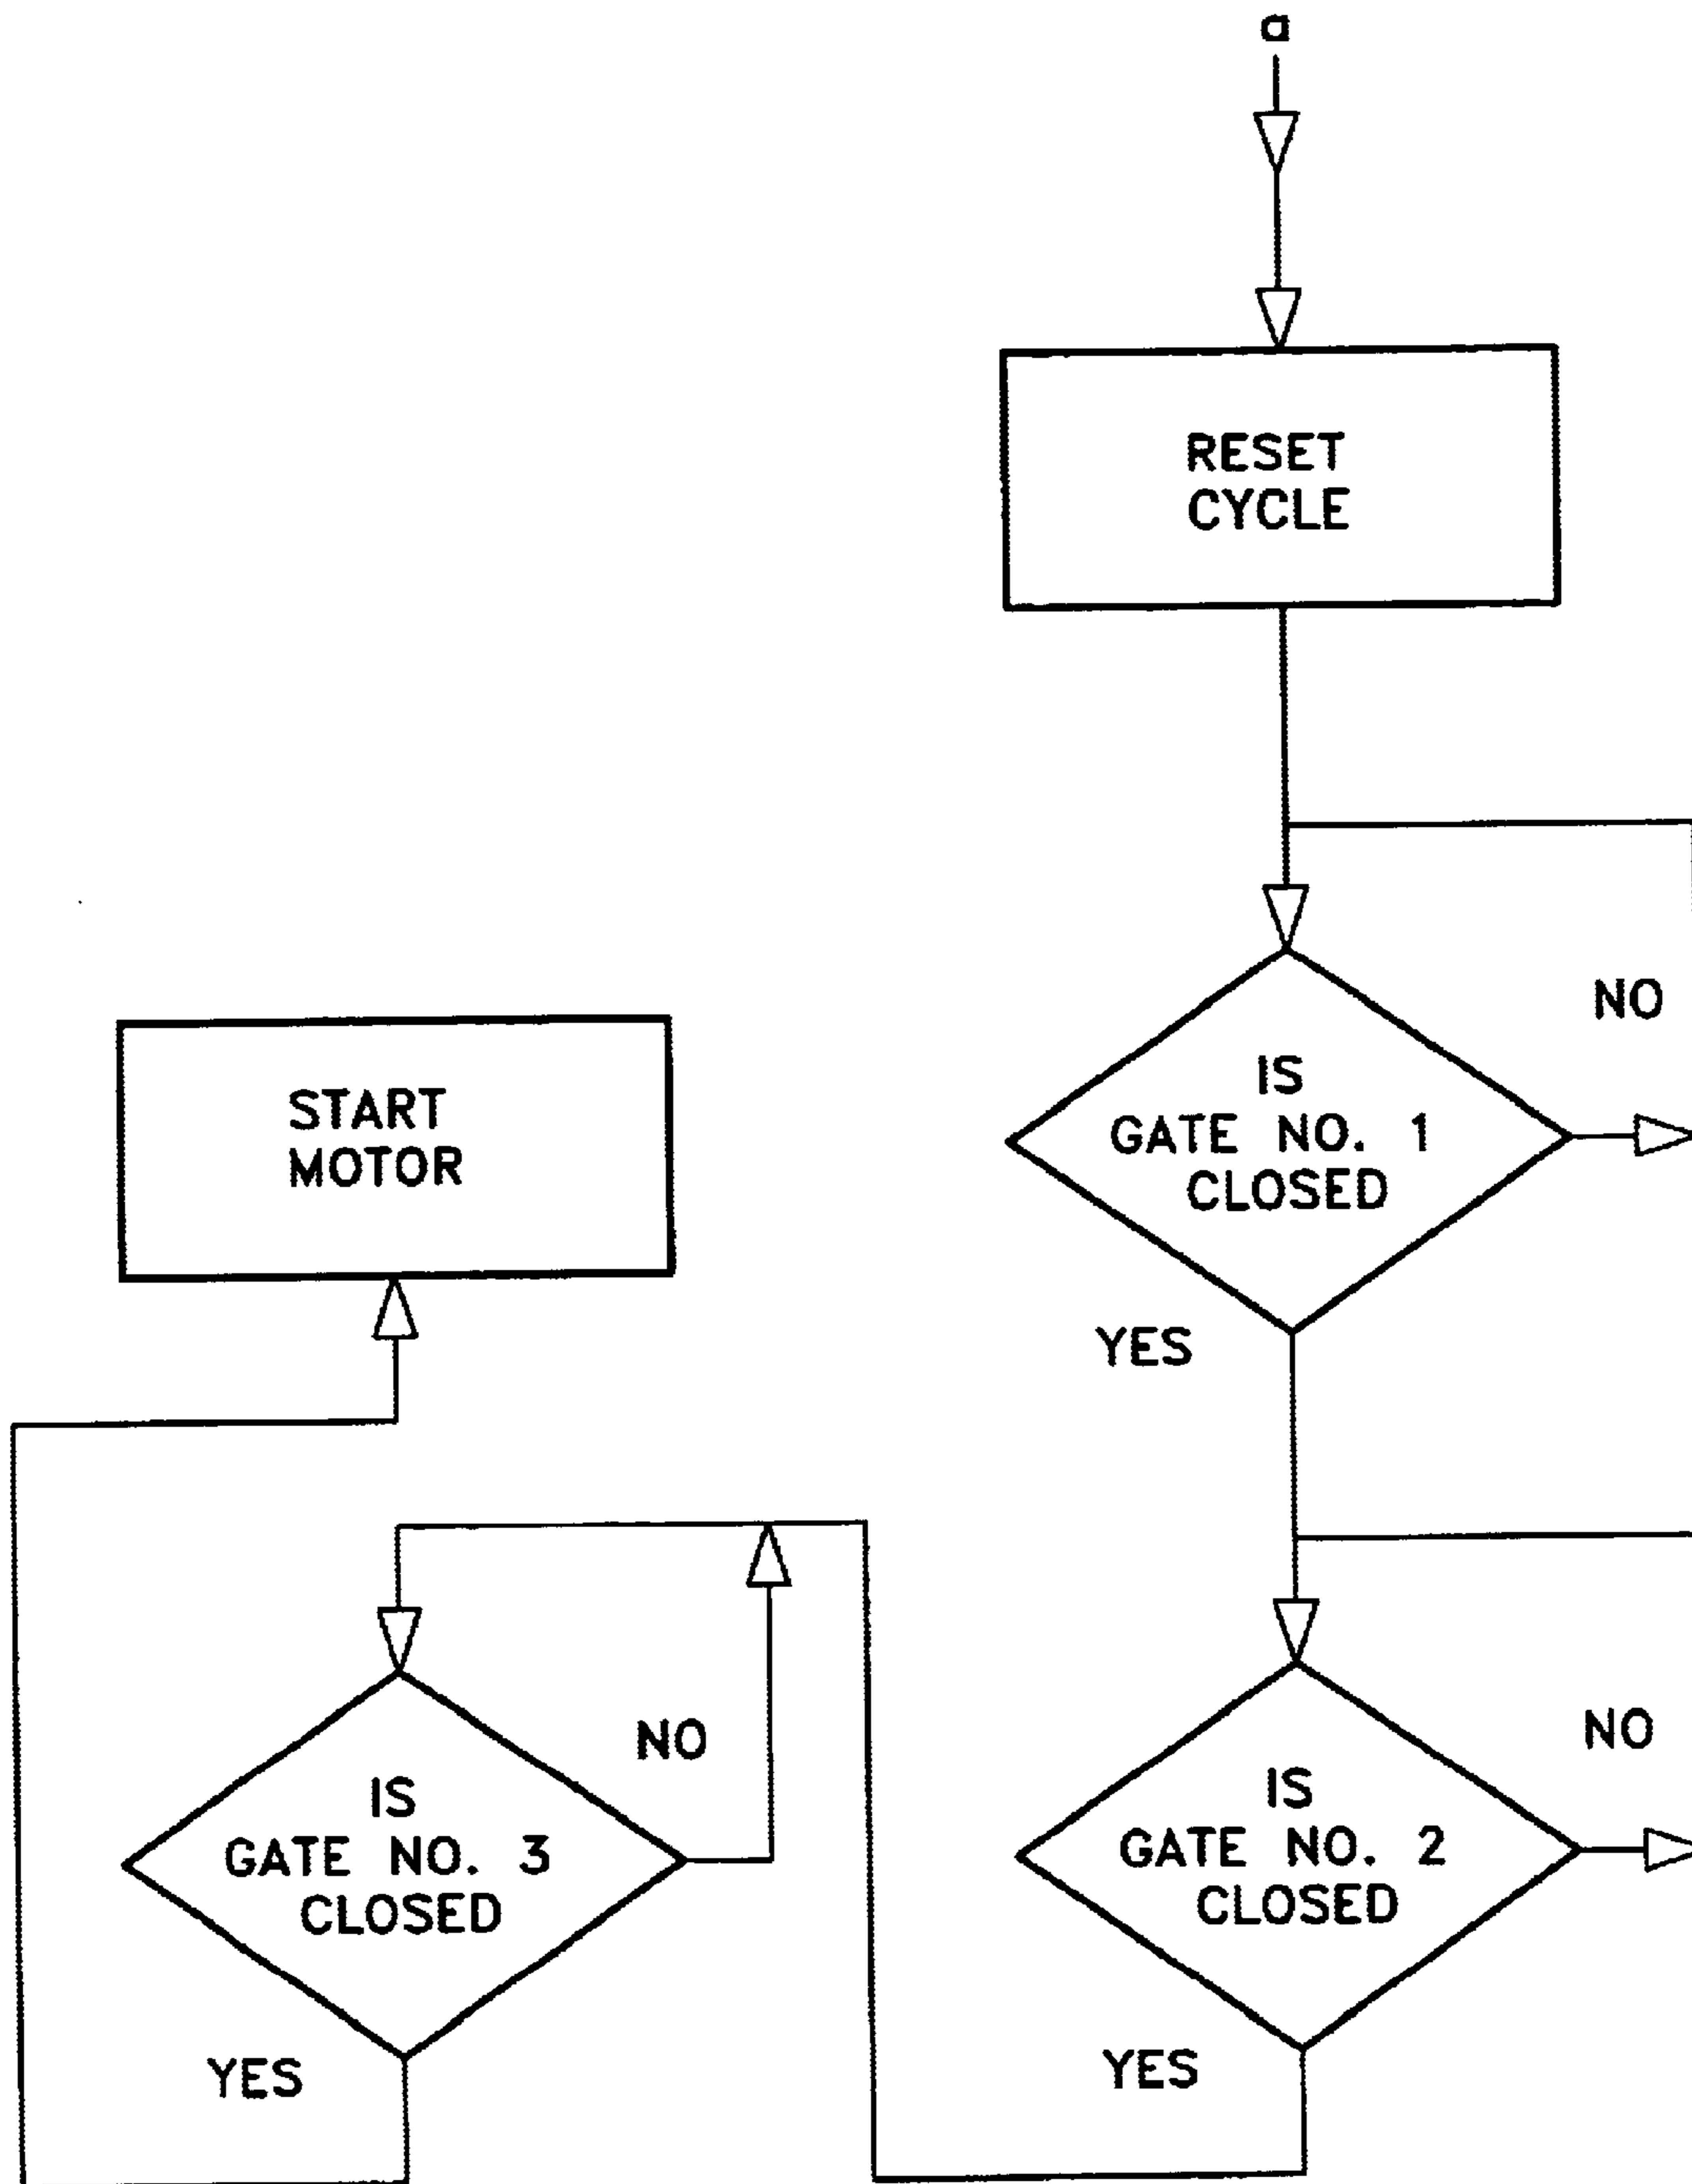 a
RESET
CYCLE
NO
IS
GATE NO. 1
CLOSED
YES
NO
IS
GATE NO. 2
CLOSED
YES
NO
IS
GATE NO. 3
CLOSED
YES
START
MOTOR